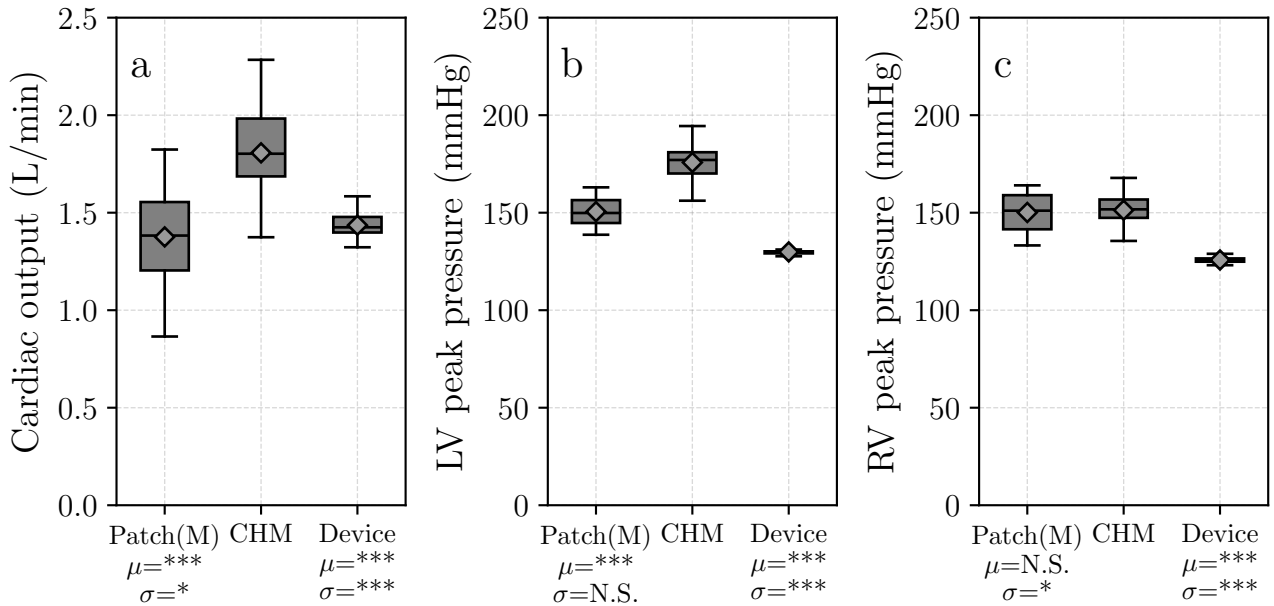 Cardiac output (L/min)
2.5
2.0
1.5
1.0
0.5
0.0
a
Patch(M) CHM Device
μ=*** μ=***
σ=* σ=***
LV peak pressure (mmHg)
250
200
150
100
50
0
b
Patch(M) CHM Device
μ=*** μ=***
σ=N.S. σ=***
RV peak pressure (mmHg)
250
200
150
100
50
0
c
Patch(M) CHM Device
μ=N.S. μ=***
σ=* σ=***